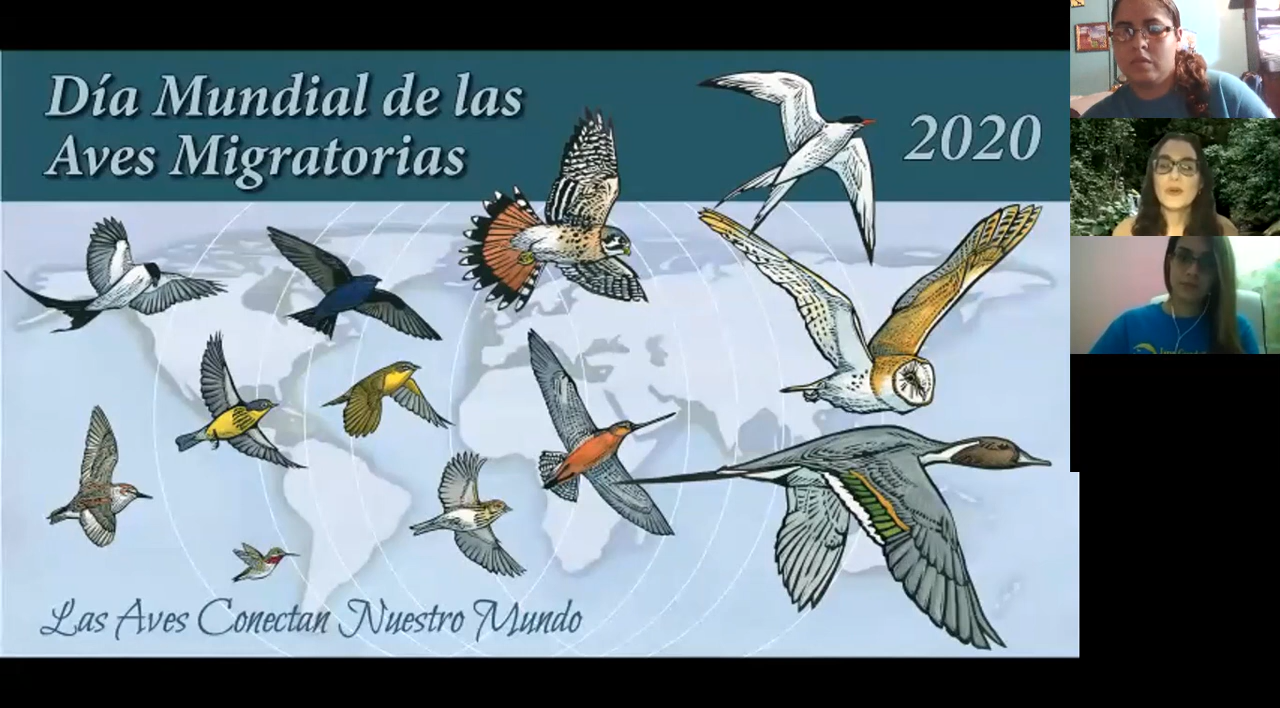 Día Mundial de las
Aves Migratorias
2020
Las Aves Conectan Nuestro Mundo